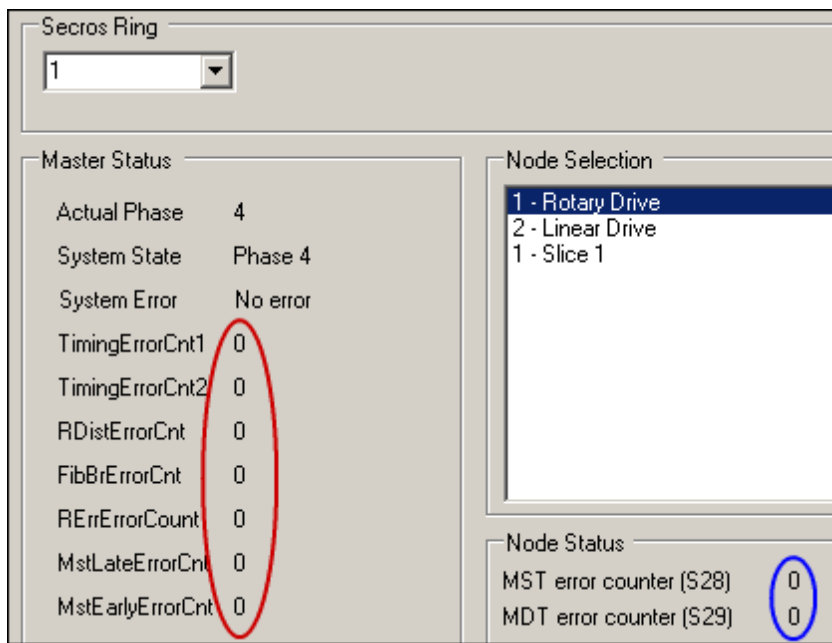 Secros Ring
1
Master Status
Actual Phase 4
System State Phase 4
System Error No error
TimingErrorCnt1 0
TimingErrorCnt2 0
RDistErrorCnt 0
FibBrErrorCnt 0
RErrErrorCount 0
MstLateErrorCnt 0
MstEarlyErrorCnt 0
Node Selection
1 - Rotary Drive
2 - Linear Drive
1 - Slice 1
Node Status
MST error counter (S28) 0
MDT error counter (S29) 0